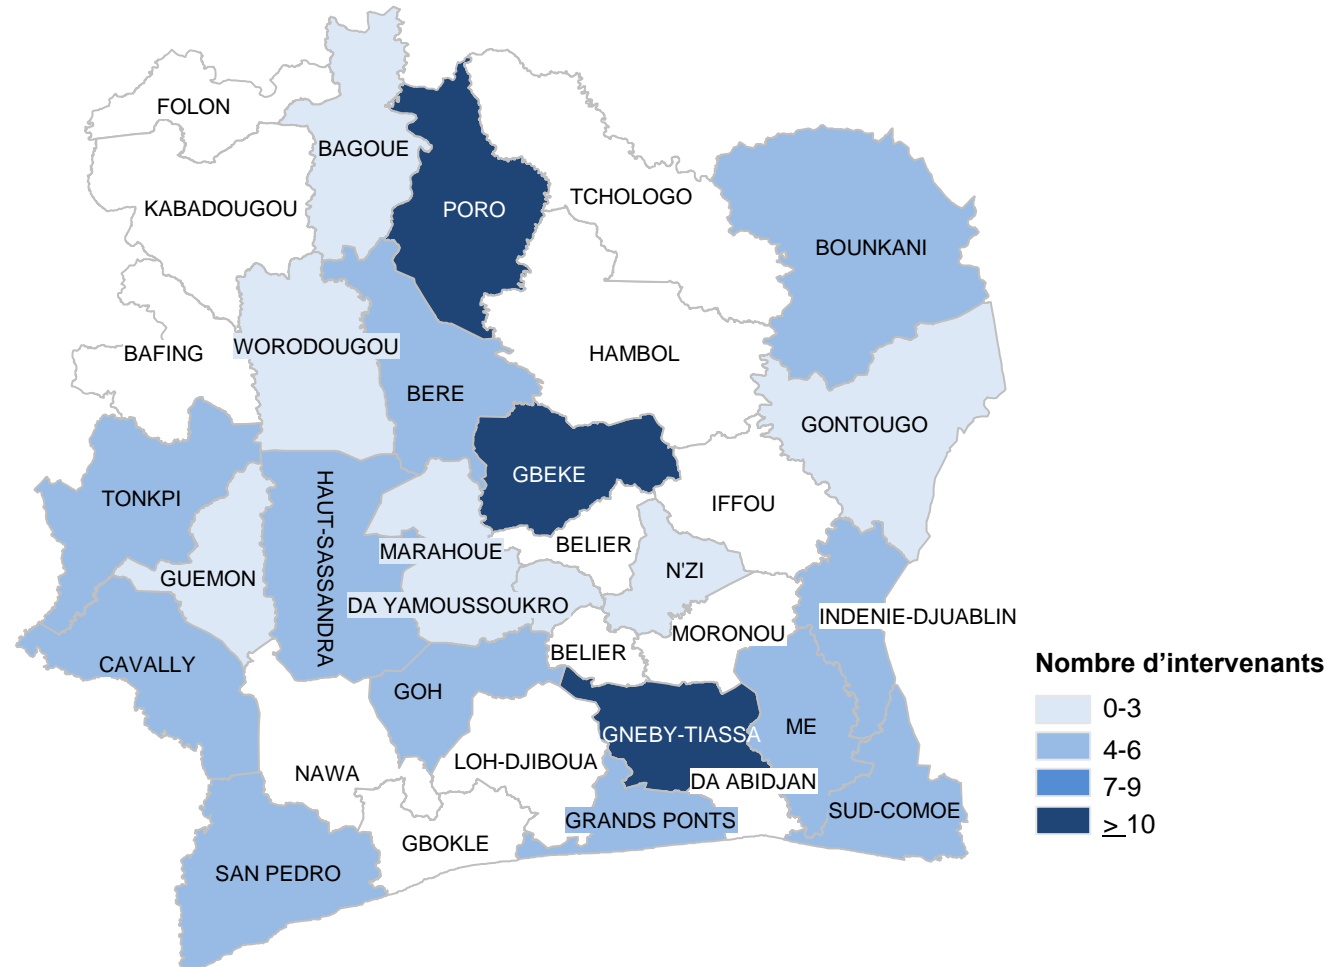 FOLON
BAGOUE
KABADOUGOU
PORO
TCHOLOGO
BOUNKANI
BAFING
WORODOUGOU
HAMBOL
BERE
GONTOUGO
GBEKE
TONKPI
HAUT-SASSANDRA
IFFOU
MARAHOUE
BELIER
N'ZI
GUEMON
DA YAMOUSSOUKRO
INDENIE-DJUABLIN
MORONOU
BELIER
CAVALLY
GOH
GNEBY-TIASSA
ME
LOH-DJIBOUA
NAWA
DA ABIDJAN
SUD-COMOE
GRANDS PONTS
GBOKLE
SAN PEDRO
Nombre d’intervenants
0-3
4-6
7-9
> 10